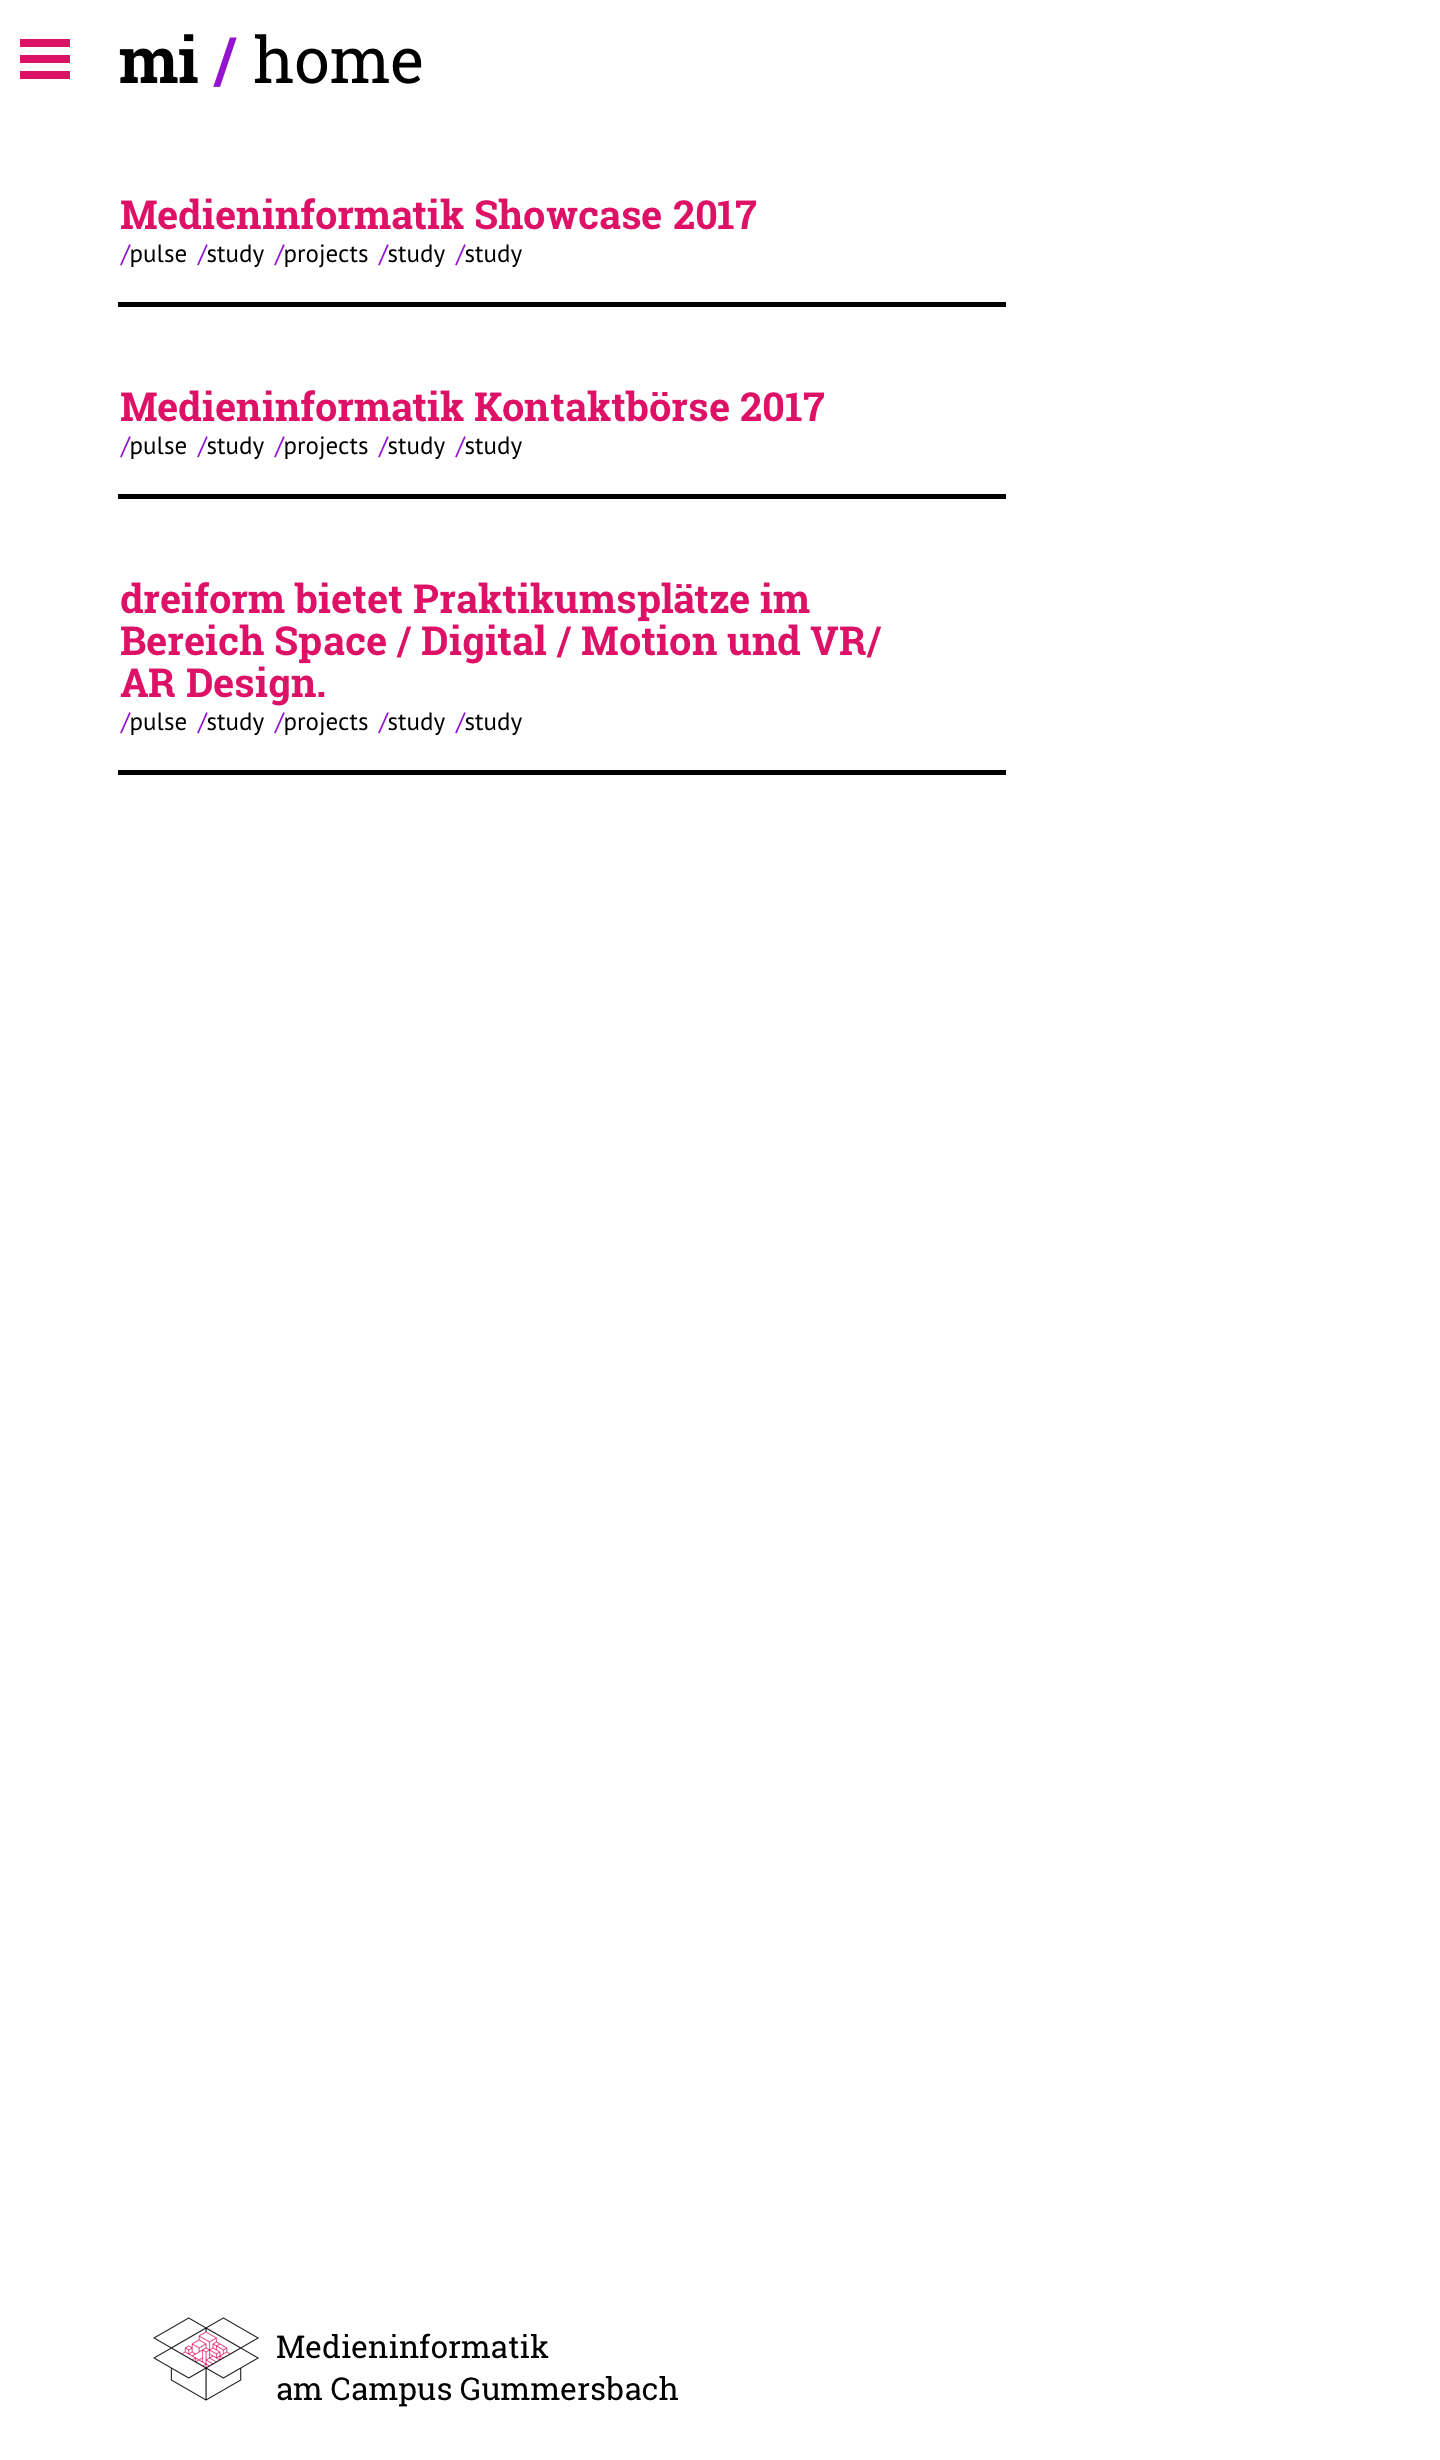 mi / home
Medieninformatik Showcase 2017
/pulse /study /projects /study /study
Medieninformatik Kontaktbörse 2017
/pulse /study /projects /study /study
dreiform bietet Praktikumsplätze im
Bereich Space / Digital / Motion und VR/
AR Design.
/pulse /study /projects /study /study
Medieninformatik
am Campus Gummersbach